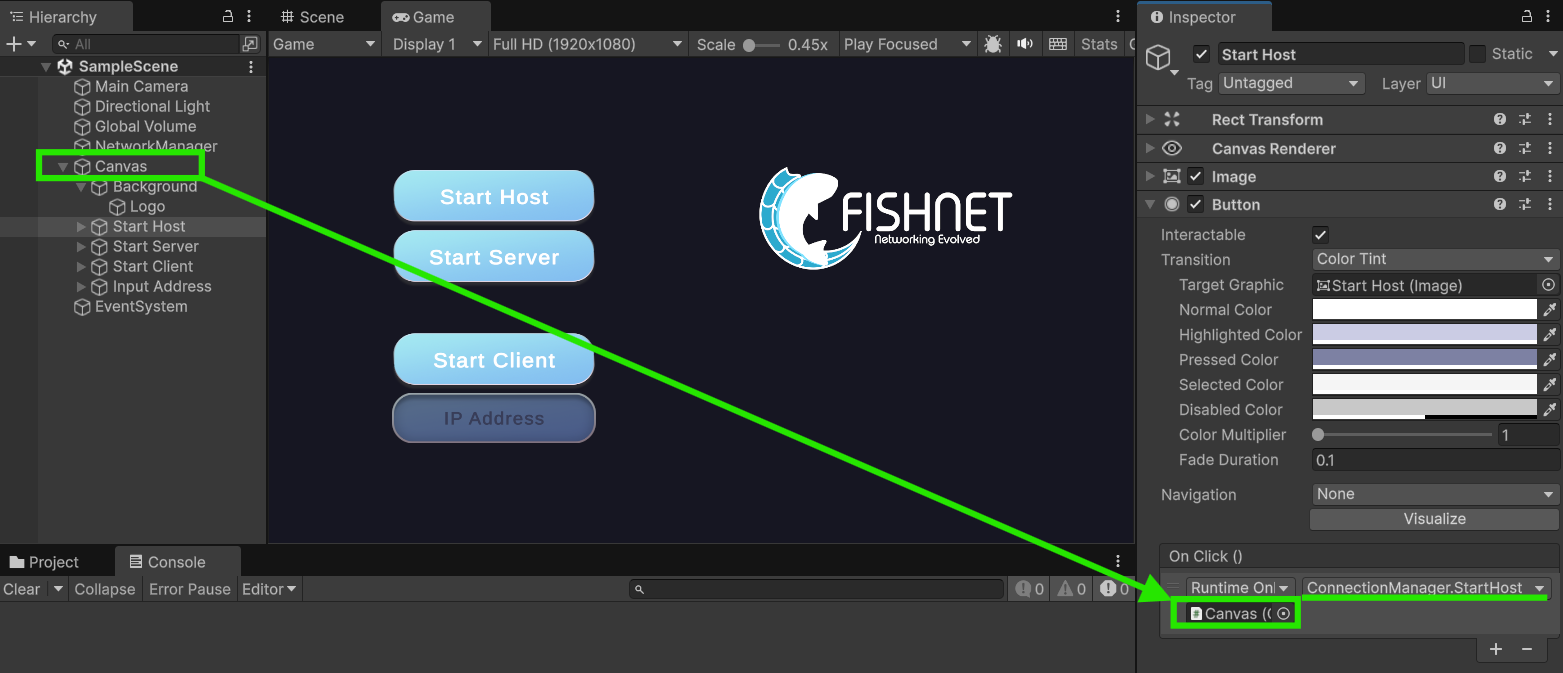 Hierarchy
All
SampleScene
Main Camera
Directional Light
Global Volume
NetworkManager
Canvas
Background
Logo
Start Host
Start Server
Start Client
Input Address
EventSystem
Scene
Game
Game
Display 1
Full HD (1920x1080)
Scale
0.45x
Play Focused
Stats
Start Host
Start Server
Start Client
IP Address
FISHNET
Networking Evolved
Project
Console
Clear
Collapse
Error Pause
Editor
0
0
0
Inspector
Start Host
Static
Tag
Untagged
Layer
UI
Rect Transform
Canvas Renderer
Image
Button
Interactable
Transition
Color Tint
Target Graphic
Start Host (Image)
Normal Color
Highlighted Color
Pressed Color
Selected Color
Disabled Color
Color Multiplier
1
Fade Duration
0.1
Navigation
None
Visualize
On Click ()
Runtime On
ConnectionManager.StartHost
Canvas (